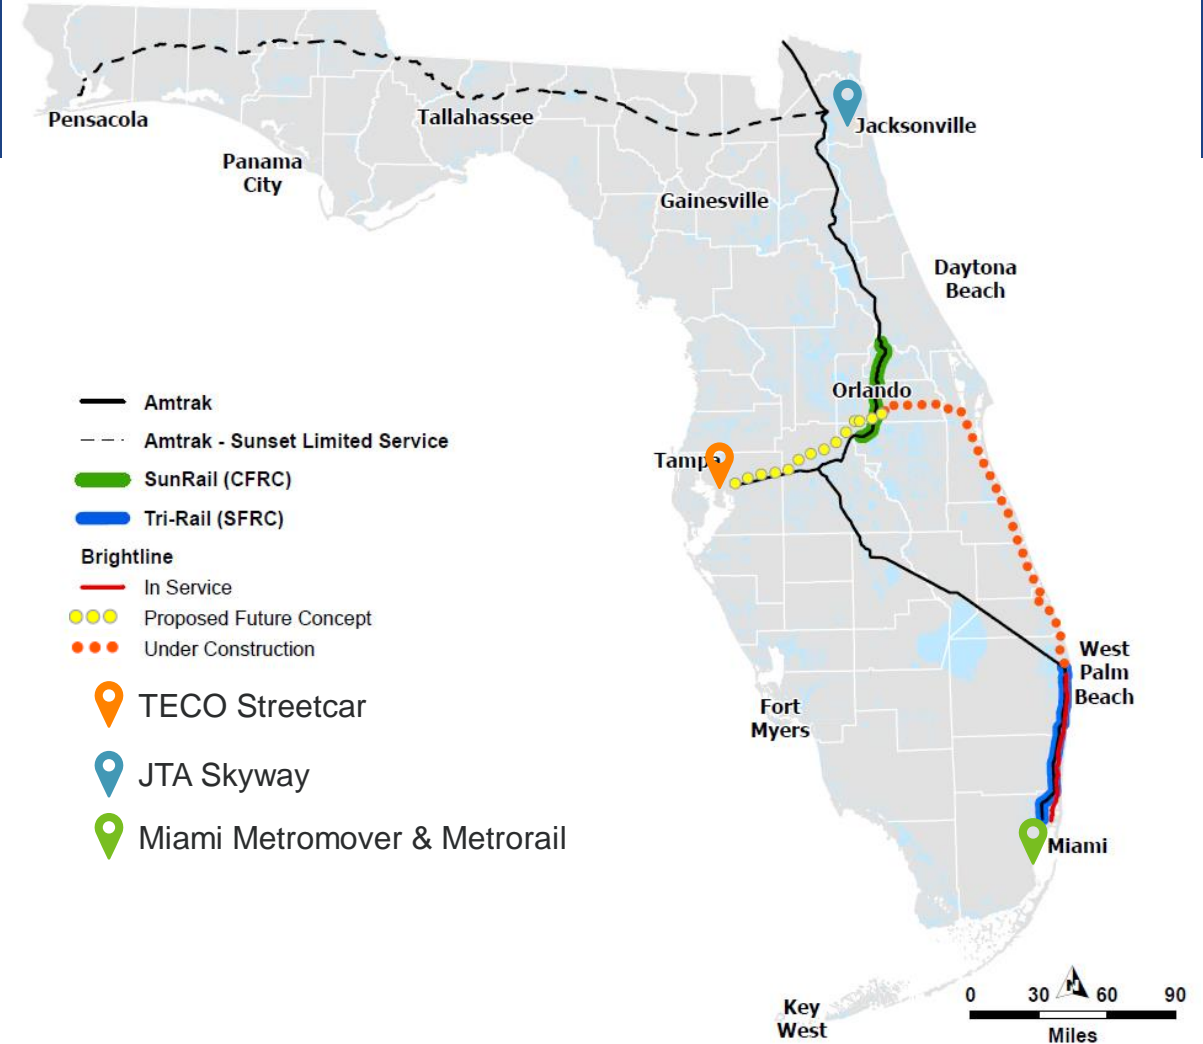 Pensacola
Tallahassee
Jacksonville
Panama
City
Gainesville
Daytona
Beach
Orlando
Tampa
West
Palm
Beach
Fort
Myers
Miami
Key
West
Amtrak
Amtrak - Sunset Limited Service
SunRail (CFRC)
Tri-Rail (SFRC)
Brightline
In Service
Proposed Future Concept
Under Construction
TECO Streetcar
JTA Skyway
Miami Metromover & Metrorail
N
0 30 60 90
Miles